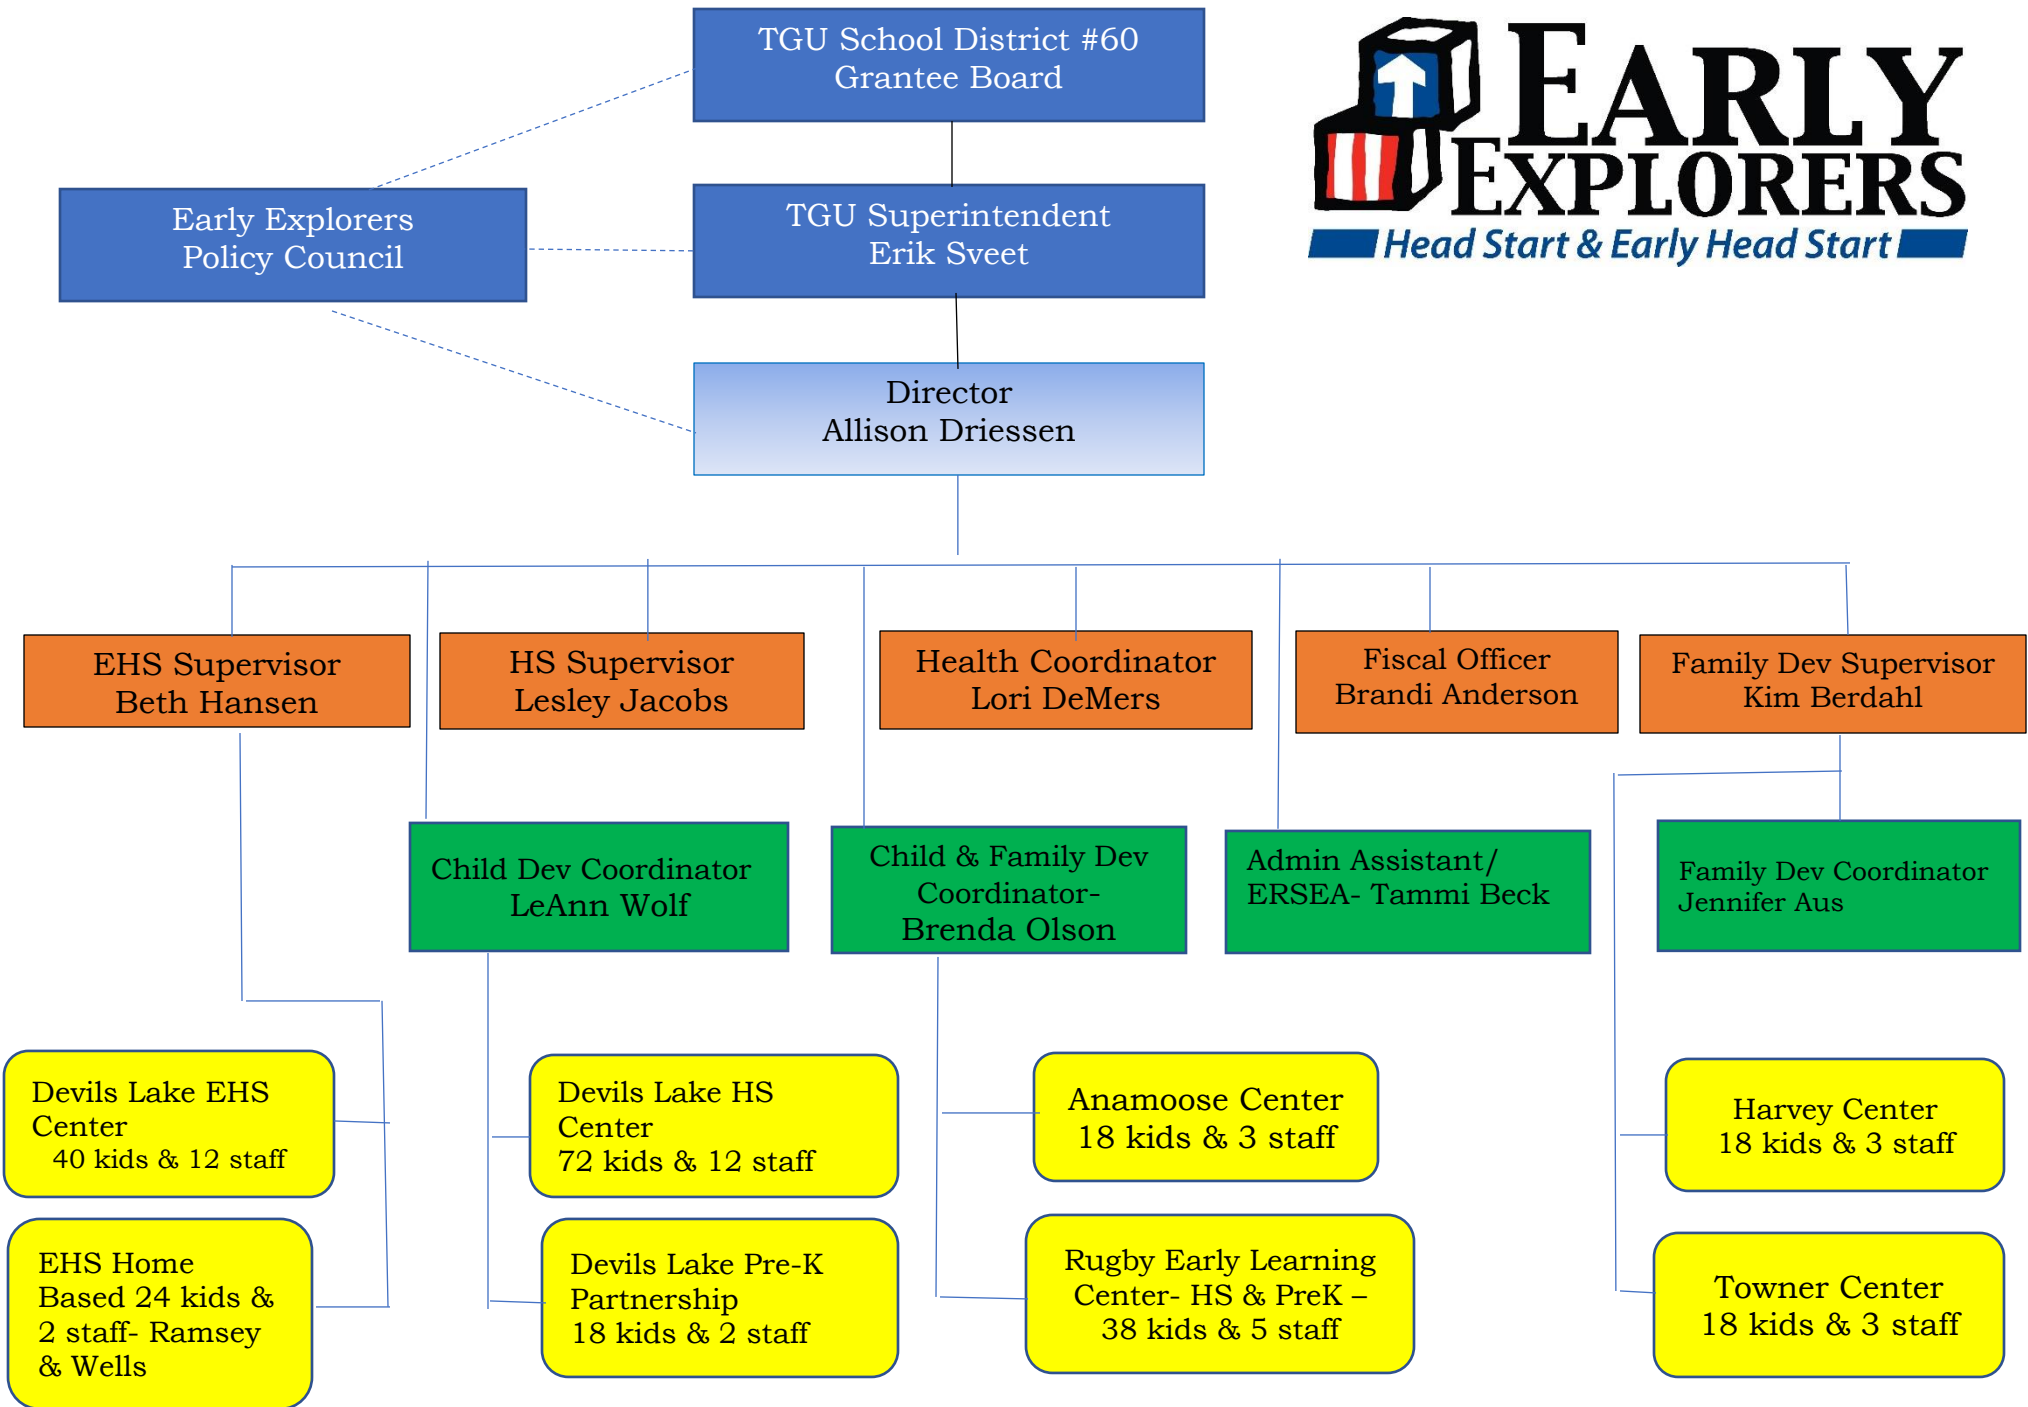 TGU School District #60
Grantee Board
EARLY
EXPLORERS
Head Start & Early Head Start
Early Explorers
Policy Council
TGU Superintendent
Erik Sveet
Director
Allison Driessen
EHS Supervisor
Beth Hansen
HS Supervisor
Lesley Jacobs
Health Coordinator
Lori DeMers
Fiscal Officer
Brandi Anderson
Family Dev Supervisor
Kim Berdahl
Child Dev Coordinator
LeAnn Wolf
Child & Family Dev
Coordinator-
Brenda Olson
Admin Assistant/
ERSEA- Tammi Beck
Family Dev Coordinator
Jennifer Aus
Devils Lake EHS
Center
40 kids & 12 staff
Devils Lake HS
Center
72 kids & 12 staff
Anamoose Center
18 kids & 3 staff
Harvey Center
18 kids & 3 staff
EHS Home
Based 24 kids &
2 staff- Ramsey
& Wells
Devils Lake Pre-K
Partnership
18 kids & 2 staff
Rugby Early Learning
Center- HS & PreK –
38 kids & 5 staff
Towner Center
18 kids & 3 staff